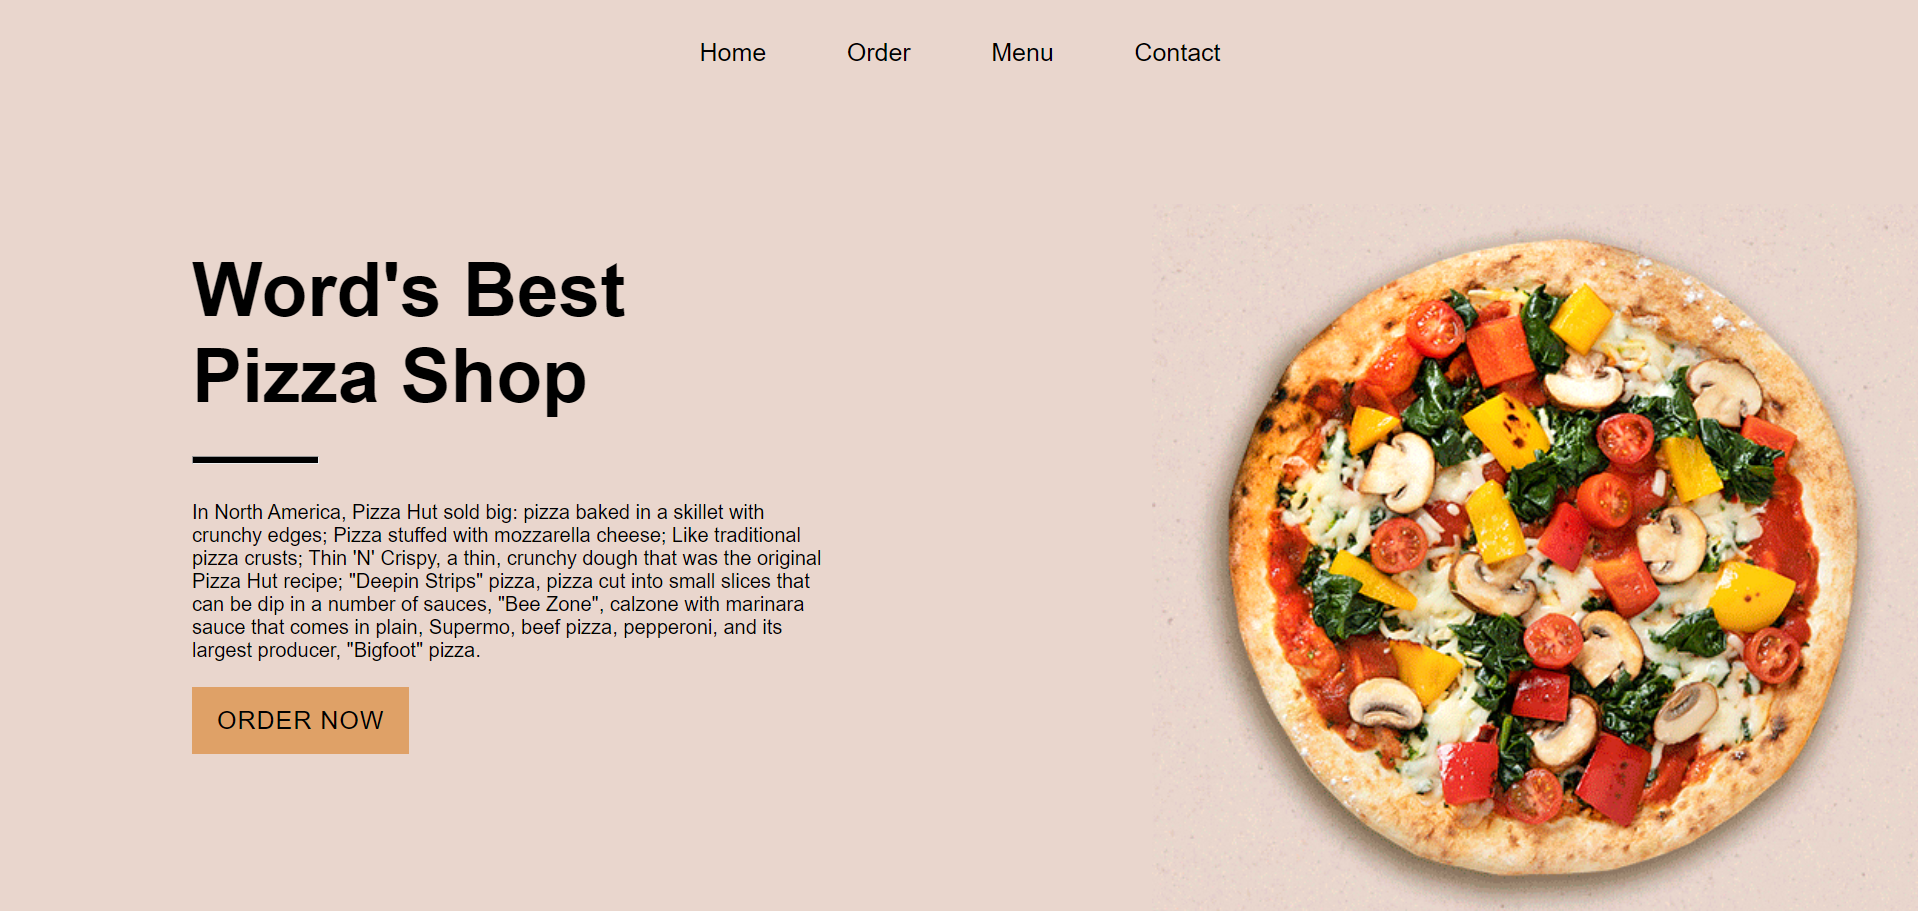 Home Order Menu Contact
Word's Best
Pizza Shop
In North America, Pizza Hut sold big: pizza baked in a skillet with
crunchy edges; Pizza stuffed with mozzarella cheese; Like traditional
pizza crusts; Thin 'N' Crispy, a thin, crunchy dough that was the original
Pizza Hut recipe; "Deepin Strips" pizza, pizza cut into small slices that
can be dip in a number of sauces, "Bee Zone", calzone with marinara
sauce that comes in plain, Supermo, beef pizza, pepperoni, and its
largest producer, "Bigfoot" pizza.
ORDER NOW